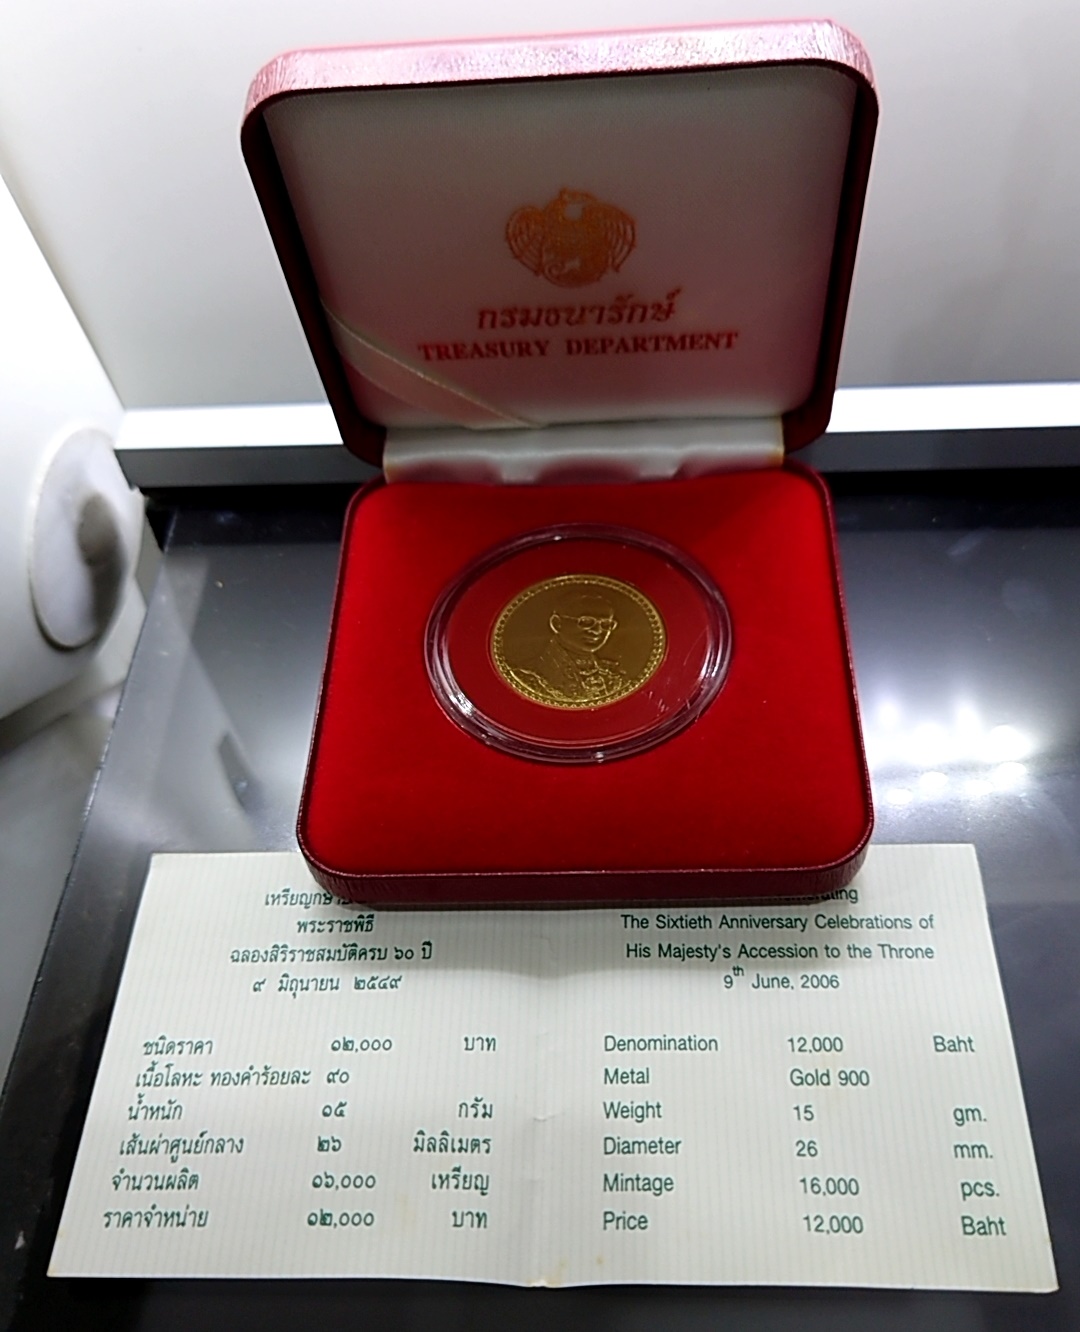 กรมธนารักษ์
TREASURY DEPARTMENT
พระราชพิธี
ฉลองสิริราชสมบัติครบ ๖๐ ปี
๙ มิถุนายน ๒๕๔๙
ชนิดราคา ๑๒,๐๐๐ บาท
เนื้อโลหะ ทองคำร้อยละ ๙๐
น้ำหนัก ๑๕ กรัม
เส้นผ่าศูนย์กลาง ๒๖ มิลลิเมตร
จำนวนผลิต ๑๖,๐๐๐ เหรียญ
ราคาจำหน่าย ๑๒,๐๐๐ บาท
The Sixtieth Anniversary Celebrations of
His Majesty's Accession to the Throne
9th June, 2006
Denomination 12,000 Baht
Metal Gold 900
Weight 15 gm.
Diameter 26 mm.
Mintage 16,000 pcs.
Price 12,000 Baht